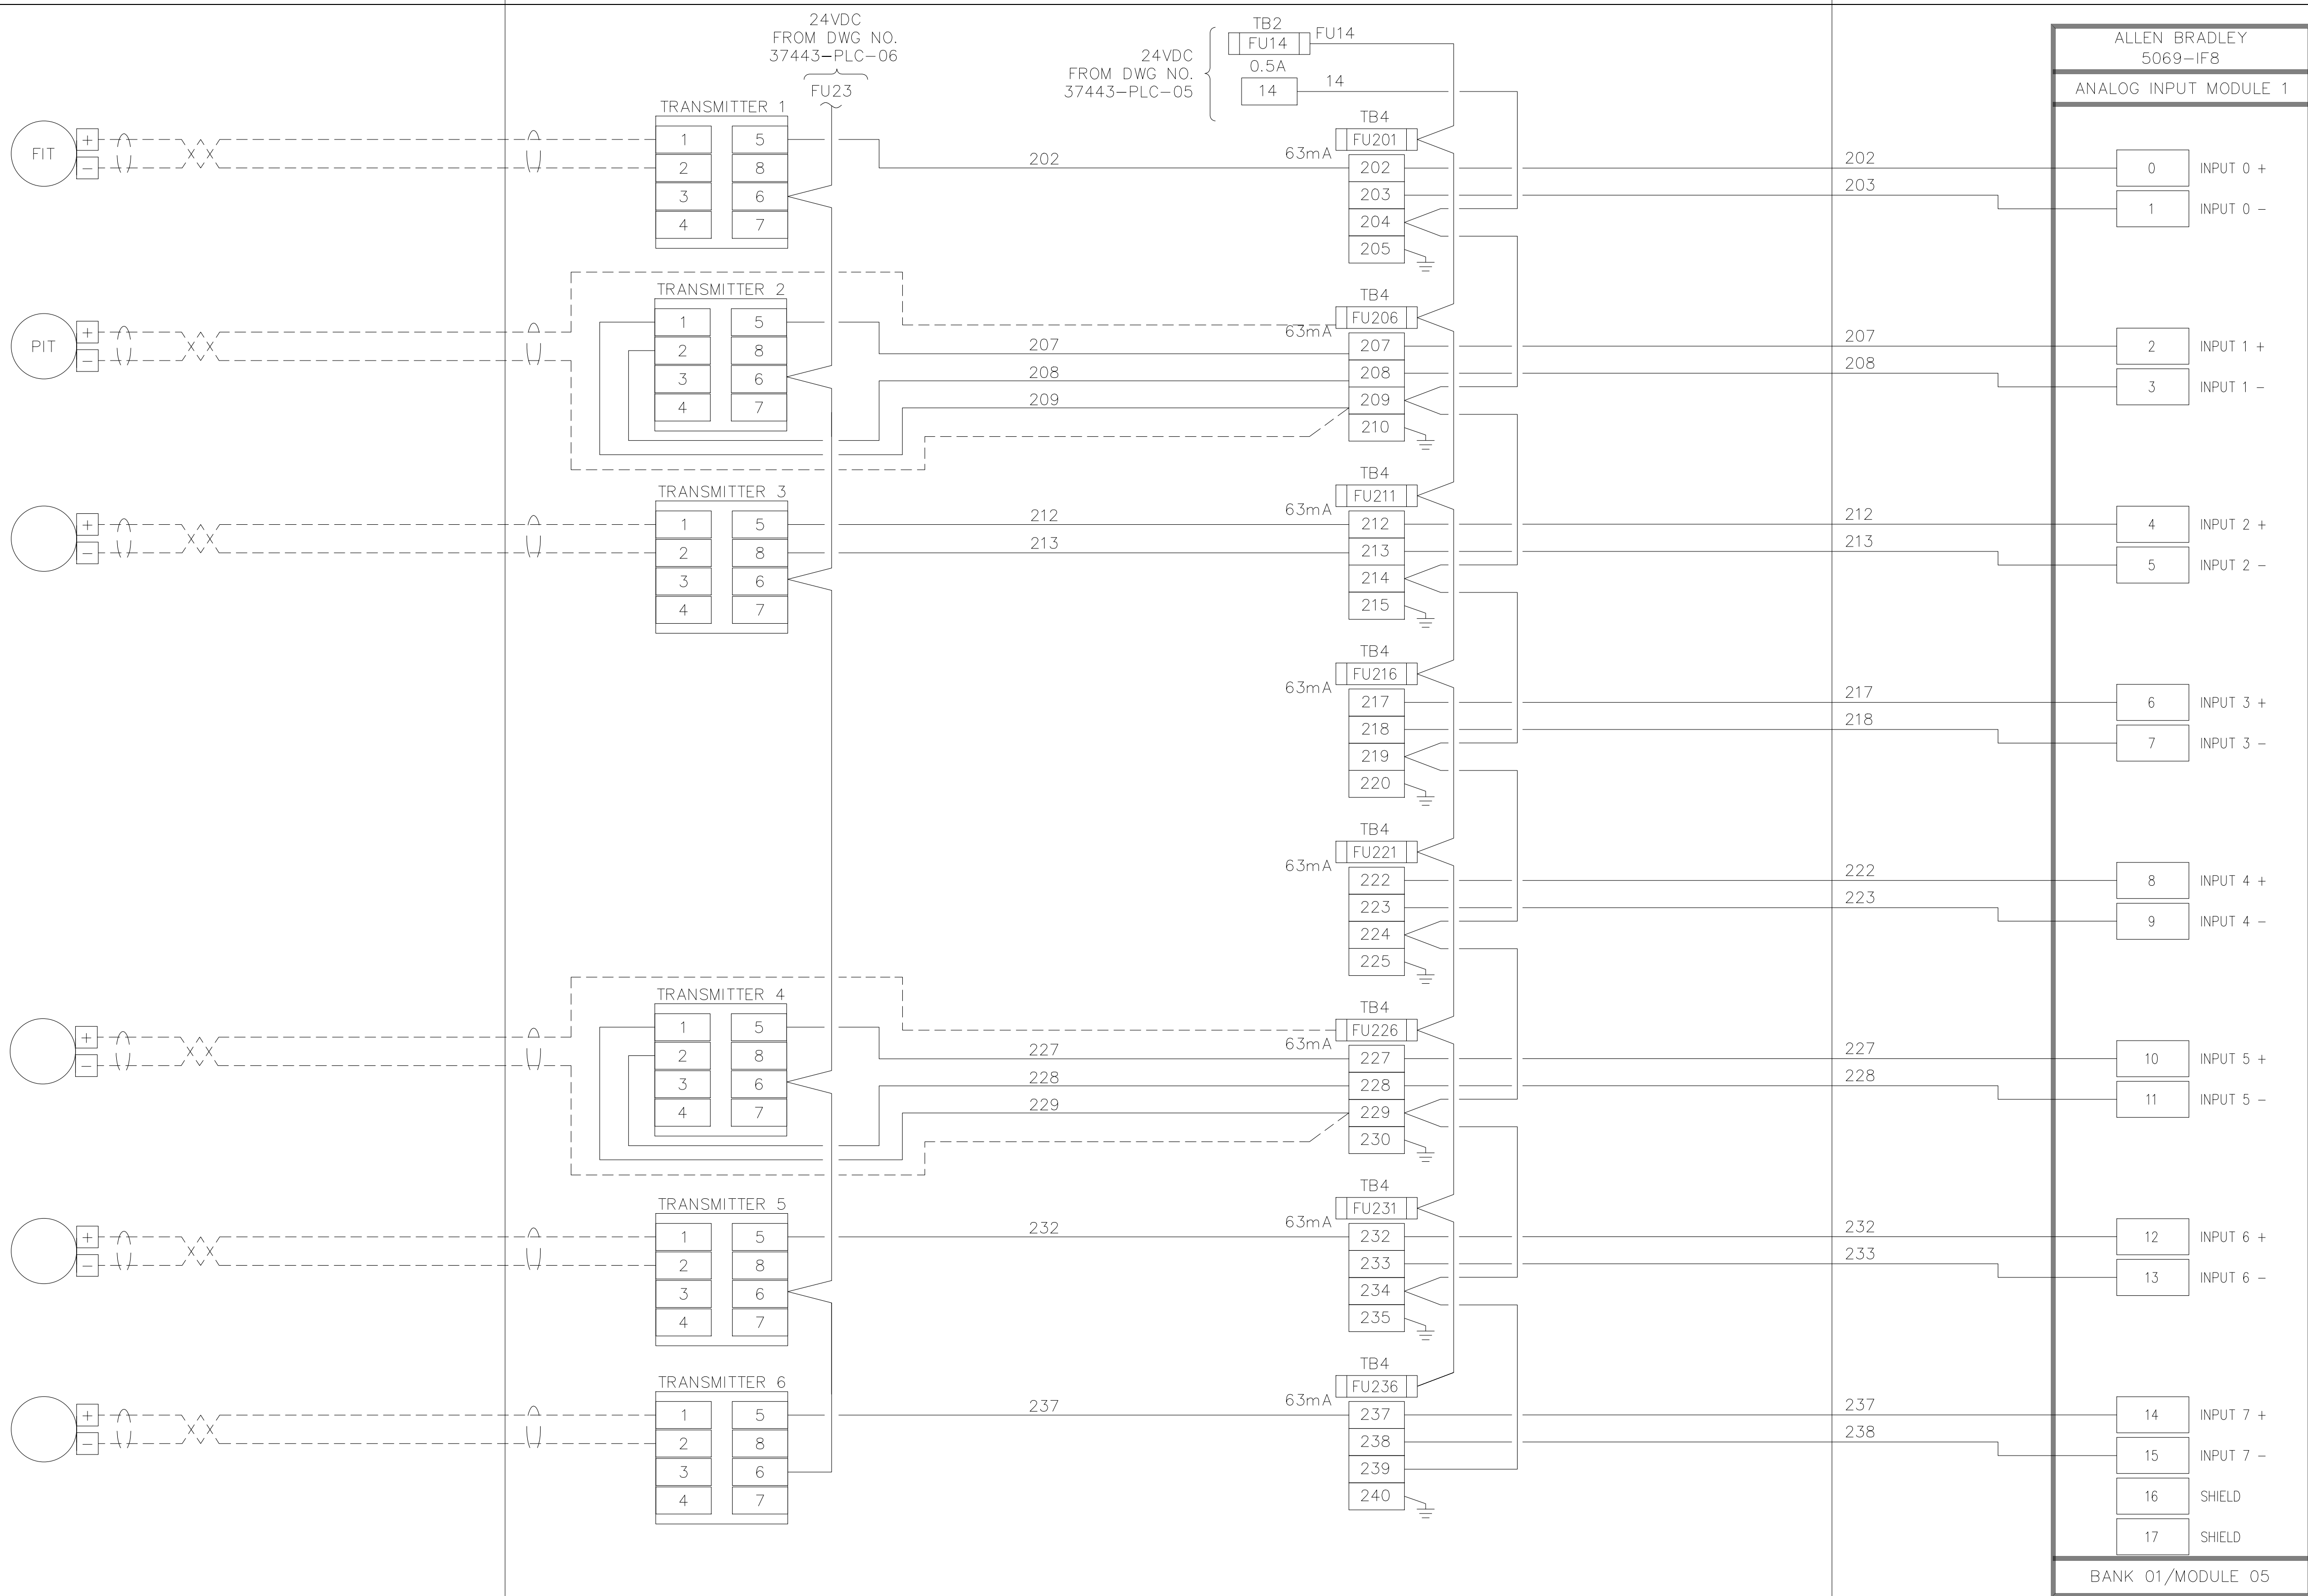 24VDC
FROM DWG NO.
37443-PLC-06
FU23
24VDC
FROM DWG NO.
37443-PLC-05
TB2
FU14
FU14
0.5A
14
14
ALLEN BRADLEY
5069-IF8
ANALOG INPUT MODULE 1
FIT
+
-
TRANSMITTER 1
1 5
2 8
3 6
4 7
202
TB4
FU201
63mA
202
203
204
205
202
203
0 INPUT 0 +
1 INPUT 0 -
PIT
+
-
TRANSMITTER 2
1 5
2 8
3 6
4 7
207
208
209
TB4
FU206
63mA
207
208
209
210
207
208
2 INPUT 1 +
3 INPUT 1 -
+
-
TRANSMITTER 3
1 5
2 8
3 6
4 7
212
213
TB4
FU211
63mA
212
213
214
215
212
213
4 INPUT 2 +
5 INPUT 2 -
TB4
FU216
63mA
217
218
219
220
217
218
6 INPUT 3 +
7 INPUT 3 -
TB4
FU221
63mA
222
223
224
225
222
223
8 INPUT 4 +
9 INPUT 4 -
+
-
TRANSMITTER 4
1 5
2 8
3 6
4 7
227
228
229
TB4
FU226
63mA
227
228
229
230
227
228
10 INPUT 5 +
11 INPUT 5 -
+
-
TRANSMITTER 5
1 5
2 8
3 6
4 7
232
TB4
FU231
63mA
232
233
234
235
232
233
12 INPUT 6 +
13 INPUT 6 -
+
-
TRANSMITTER 6
1 5
2 8
3 6
4 7
237
TB4
FU236
63mA
237
238
239
240
237
238
14 INPUT 7 +
15 INPUT 7 -
16 SHIELD
17 SHIELD
BANK 01/MODULE 05